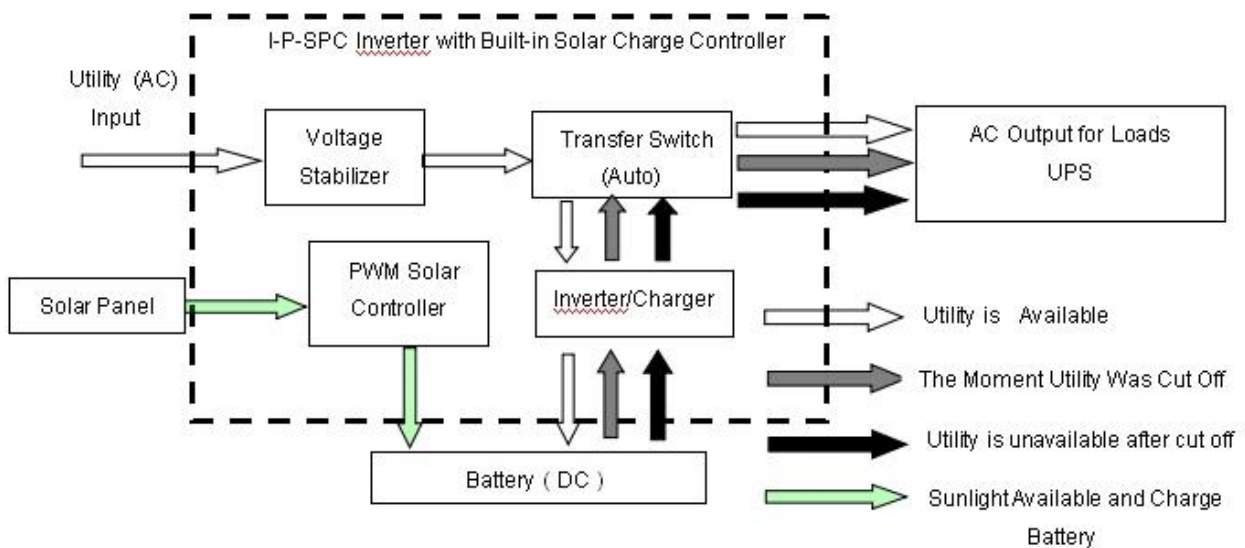 I-P-SPC Inverter with Built-in Solar Charge Controller
Utility (AC)
Input
Voltage
Stabilizer
Transfer Switch
(Auto)
AC Output for Loads
UPS
Solar Panel
PWM Solar
Controller
Inverter/Charger
Battery ( DC )
Utility is Available
The Moment Utility Was Cut Off
Utility is unavailable after cut off
Sunlight Available and Charge
Battery